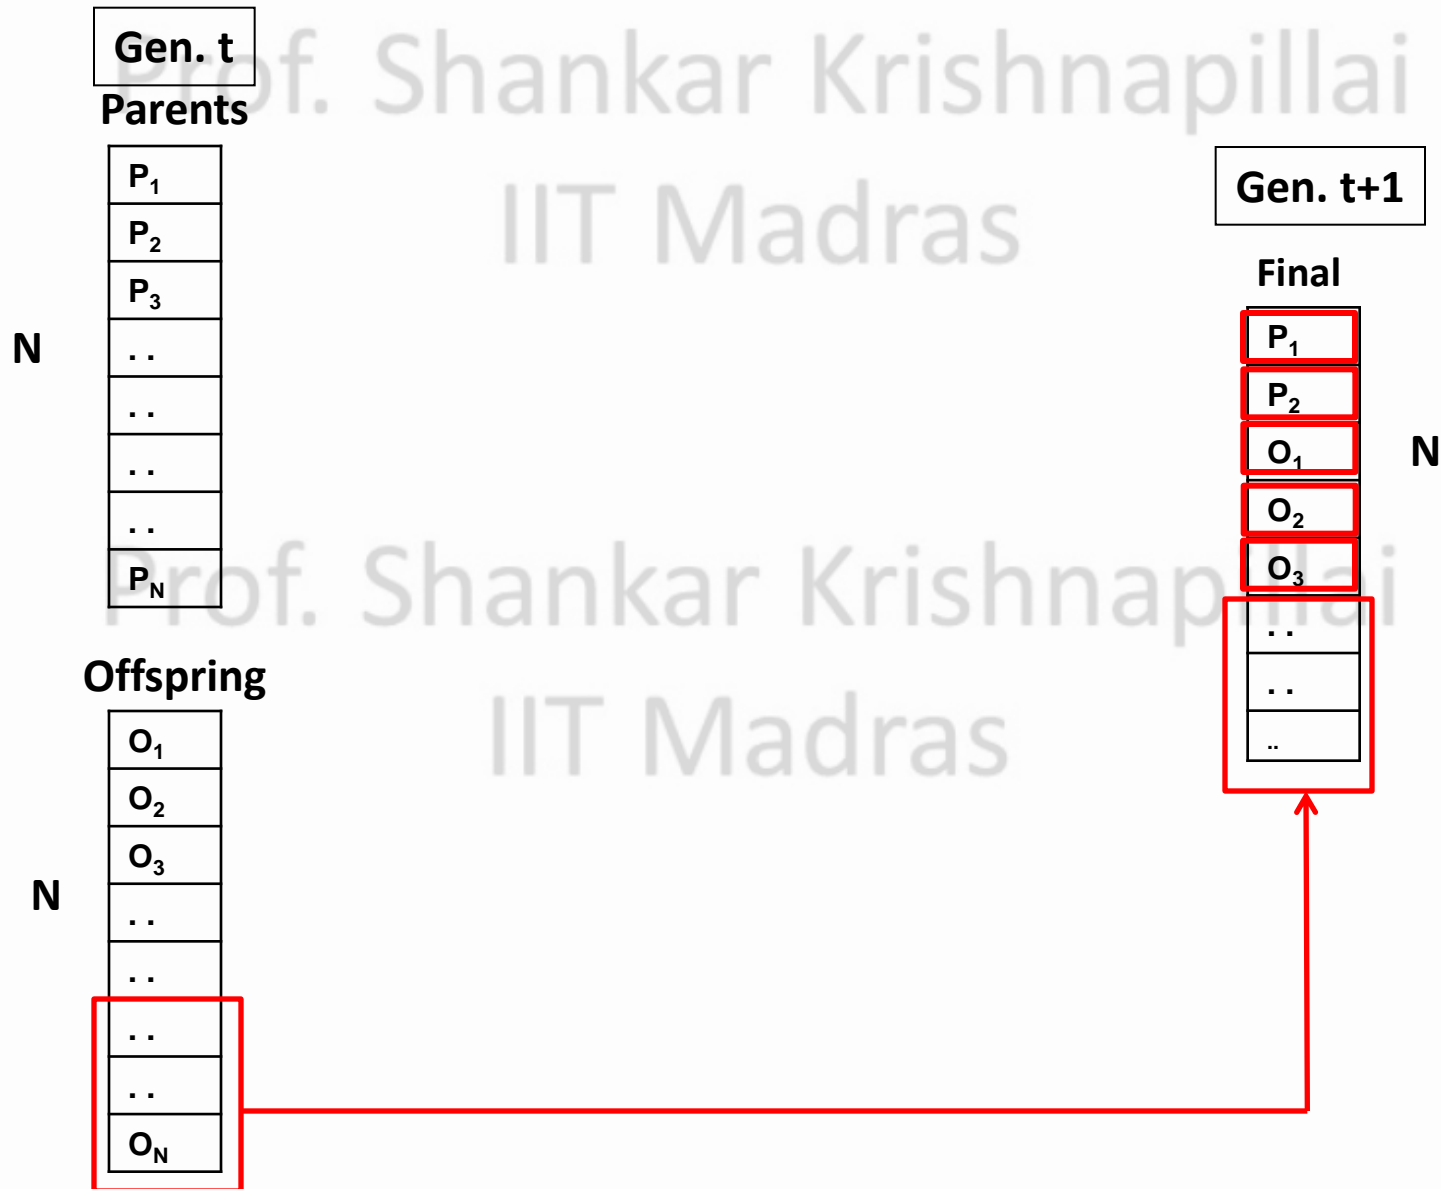 Prof. Shankar Krishnapillai
IIT Madras
Gen. t
Parents
P1
P2
P3
. .
. .
. .
. .
PN
N
Offspring
O1
O2
O3
. .
. .
. .
. .
ON
N
Gen. t+1
Final
P1
P2
O1
O2
O3
. .
. .
..
N
Prof. Shankar Krishnapillai
IIT Madras